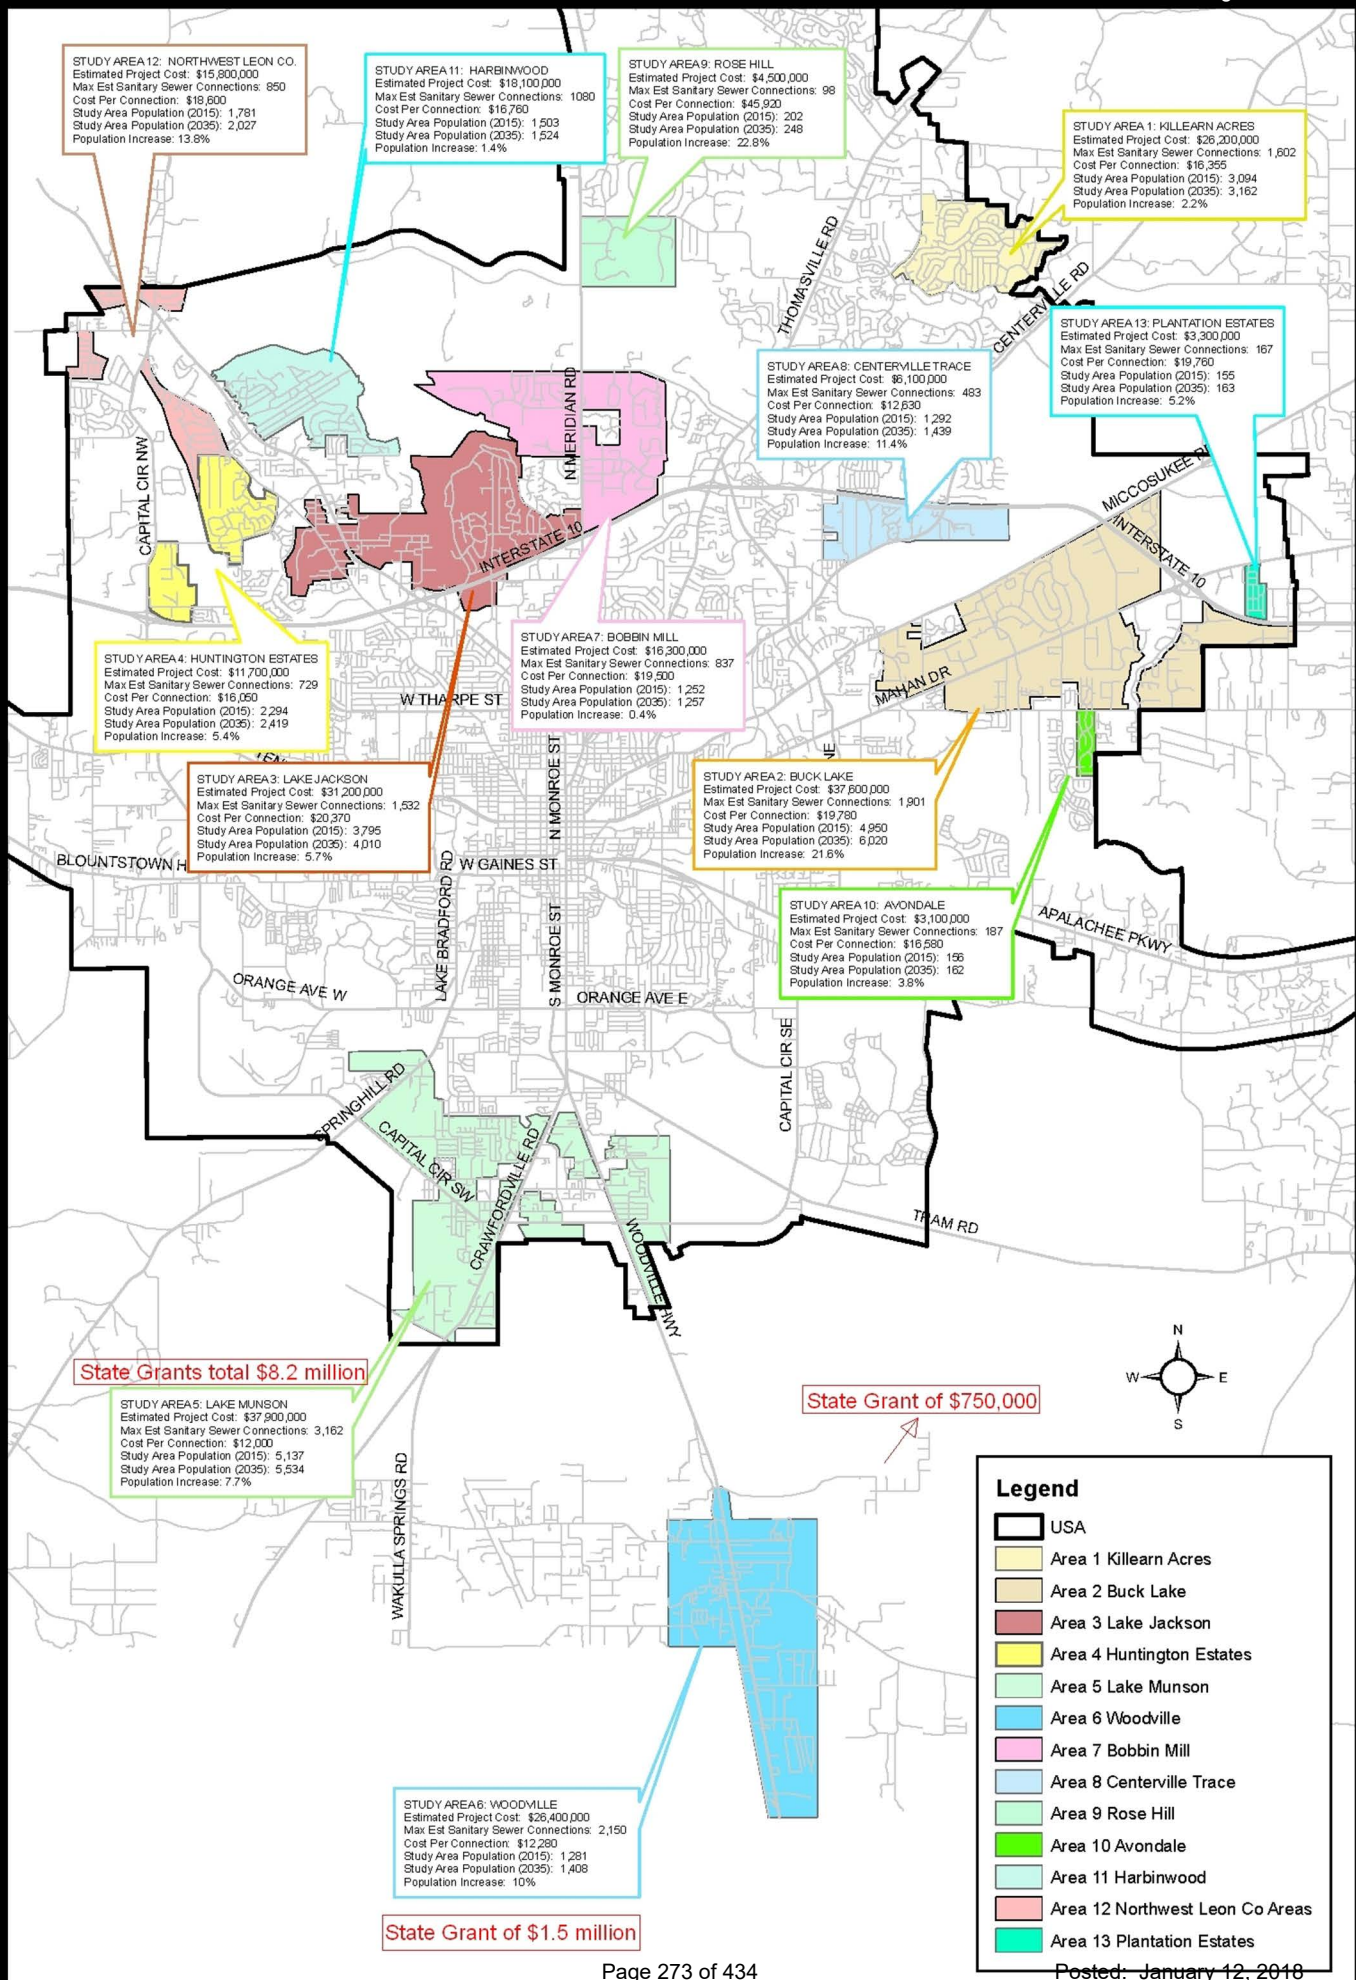 STUDY AREA 12: NORTHWEST LEON CO.
Estimated Project Cost: $15,800,000
Max Est Sanitary Sewer Connections: 850
Cost Per Connection: $18,600
Study Area Population (2015): 1,781
Study Area Population (2035): 2,027
Population Increase: 13.8%
STUDY AREA 11: HARBINWOOD
Estimated Project Cost: $18,100,000
Max Est Sanitary Sewer Connections: 1080
Cost Per Connection: $16,760
Study Area Population (2015): 1,503
Study Area Population (2035): 1,524
Population Increase: 1.4%
STUDY AREA 9: ROSE HILL
Estimated Project Cost: $4,500,000
Max Est Sanitary Sewer Connections: 98
Cost Per Connection: $45,920
Study Area Population (2015): 202
Study Area Population (2035): 248
Population Increase: 22.8%
STUDY AREA 1: KILLEARN ACRES
Estimated Project Cost: $26,200,000
Max Est Sanitary Sewer Connections: 1,602
Cost Per Connection: $16,355
Study Area Population (2015): 3,094
Study Area Population (2035): 3,162
Population Increase: 2.2%
THOMASVILLE RD
CENTERVILLE RD
STUDY AREA 13: PLANTATION ESTATES
Estimated Project Cost: $3,300,000
Max Est Sanitary Sewer Connections: 167
Cost Per Connection: $19,760
Study Area Population (2015): 155
Study Area Population (2035): 163
Population Increase: 5.2%
STUDY AREA 8: CENTERVILLE TRACE
Estimated Project Cost: $6,100,000
Max Est Sanitary Sewer Connections: 483
Cost Per Connection: $12,630
Study Area Population (2015): 1,292
Study Area Population (2035): 1,439
Population Increase: 11.4%
N MERIDIAN RD
CAPITAL CIR NW
MICCOSUKEE R
INTERSTATE 10
INTERSTATE 10
STUDY AREA 7: BOBBIN MILL
Estimated Project Cost: $16,300,000
Max Est Sanitary Sewer Connections: 837
Cost Per Connection: $19,500
Study Area Population (2015): 1,252
Study Area Population (2035): 1,257
Population Increase: 0.4%
STUDY AREA 4: HUNTINGTON ESTATES
Estimated Project Cost: $11,700,000
Max Est Sanitary Sewer Connections: 729
Cost Per Connection: $16,050
Study Area Population (2015): 2,294
Study Area Population (2035): 2,419
Population Increase: 5.4%
MAHAN DR
W THARPE ST
STUDY AREA 3: LAKE JACKSON
Estimated Project Cost: $31,200,000
Max Est Sanitary Sewer Connections: 1,532
Cost Per Connection: $20,370
Study Area Population (2015): 3,795
Study Area Population (2035): 4,010
Population Increase: 5.7%
N MONROE ST
STUDY AREA 2: BUCK LAKE
Estimated Project Cost: $37,600,000
Max Est Sanitary Sewer Connections: 1,901
Cost Per Connection: $19,780
Study Area Population (2015): 4,950
Study Area Population (2035): 6,020
Population Increase: 21.6%
BLOUNTSTOWN H
W GAINES ST
LAKE BRADFORD RD
S MONROE ST
STUDY AREA 10: AVONDALE
Estimated Project Cost: $3,100,000
Max Est Sanitary Sewer Connections: 187
Cost Per Connection: $16,580
Study Area Population (2015): 156
Study Area Population (2035): 162
Population Increase: 3.8%
APALACHEE PKWY
ORANGE AVE W
ORANGE AVE E
CAPITAL CIR SE
SPRINGHILL RD
CAPITAL CIR SW
CRAWFORDVILLE RD
WOODVILLE HWY
TRAM RD
State Grants total $8.2 million
STUDY AREA 5: LAKE MUNSON
Estimated Project Cost: $37,900,000
Max Est Sanitary Sewer Connections: 3,162
Cost Per Connection: $12,000
Study Area Population (2015): 5,137
Study Area Population (2035): 5,534
Population Increase: 7.7%
State Grant of $750,000
N
W E
S
WAKULLA SPRINGS RD
Legend
USA
Area 1 Killearn Acres
Area 2 Buck Lake
Area 3 Lake Jackson
Area 4 Huntington Estates
Area 5 Lake Munson
Area 6 Woodville
Area 7 Bobbin Mill
Area 8 Centerville Trace
Area 9 Rose Hill
Area 10 Avondale
Area 11 Harbinwood
Area 12 Northwest Leon Co Areas
Area 13 Plantation Estates
STUDY AREA 6: WOODVILLE
Estimated Project Cost: $26,400,000
Max Est Sanitary Sewer Connections: 2,150
Cost Per Connection: $12,280
Study Area Population (2015): 1,281
Study Area Population (2035): 1,408
Population Increase: 10%
State Grant of $1.5 million
Page 273 of 434
Posted: January 12, 2018